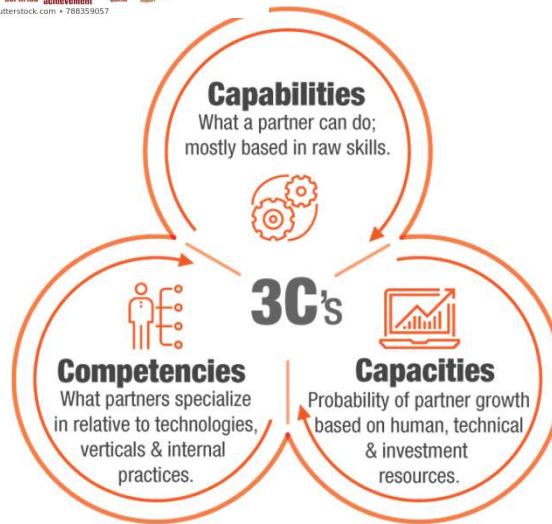 achievement
utterstock.com • 788359057
Capabilities
What a partner can do;
mostly based in raw skills.
3C's
Competencies
What partners specialize
in relative to technologies,
verticals & internal
practices.
Capacities
Probability of partner growth
based on human, technical
& investment
resources.